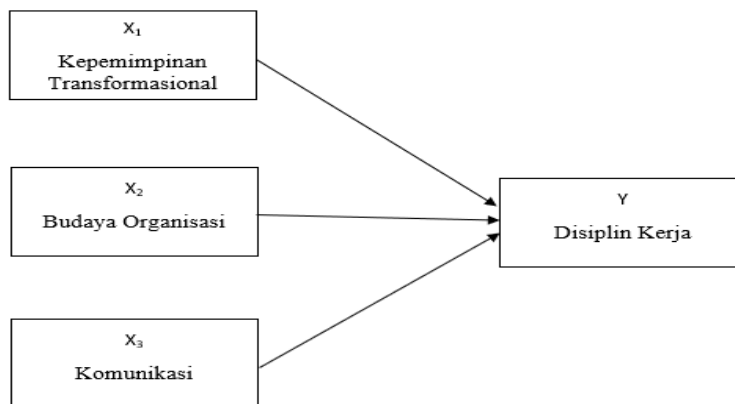 X₁
Kepemimpinan
Transformasional
X₂
Budaya Organisasi
Y
Disiplin Kerja
X₃
Komunikasi